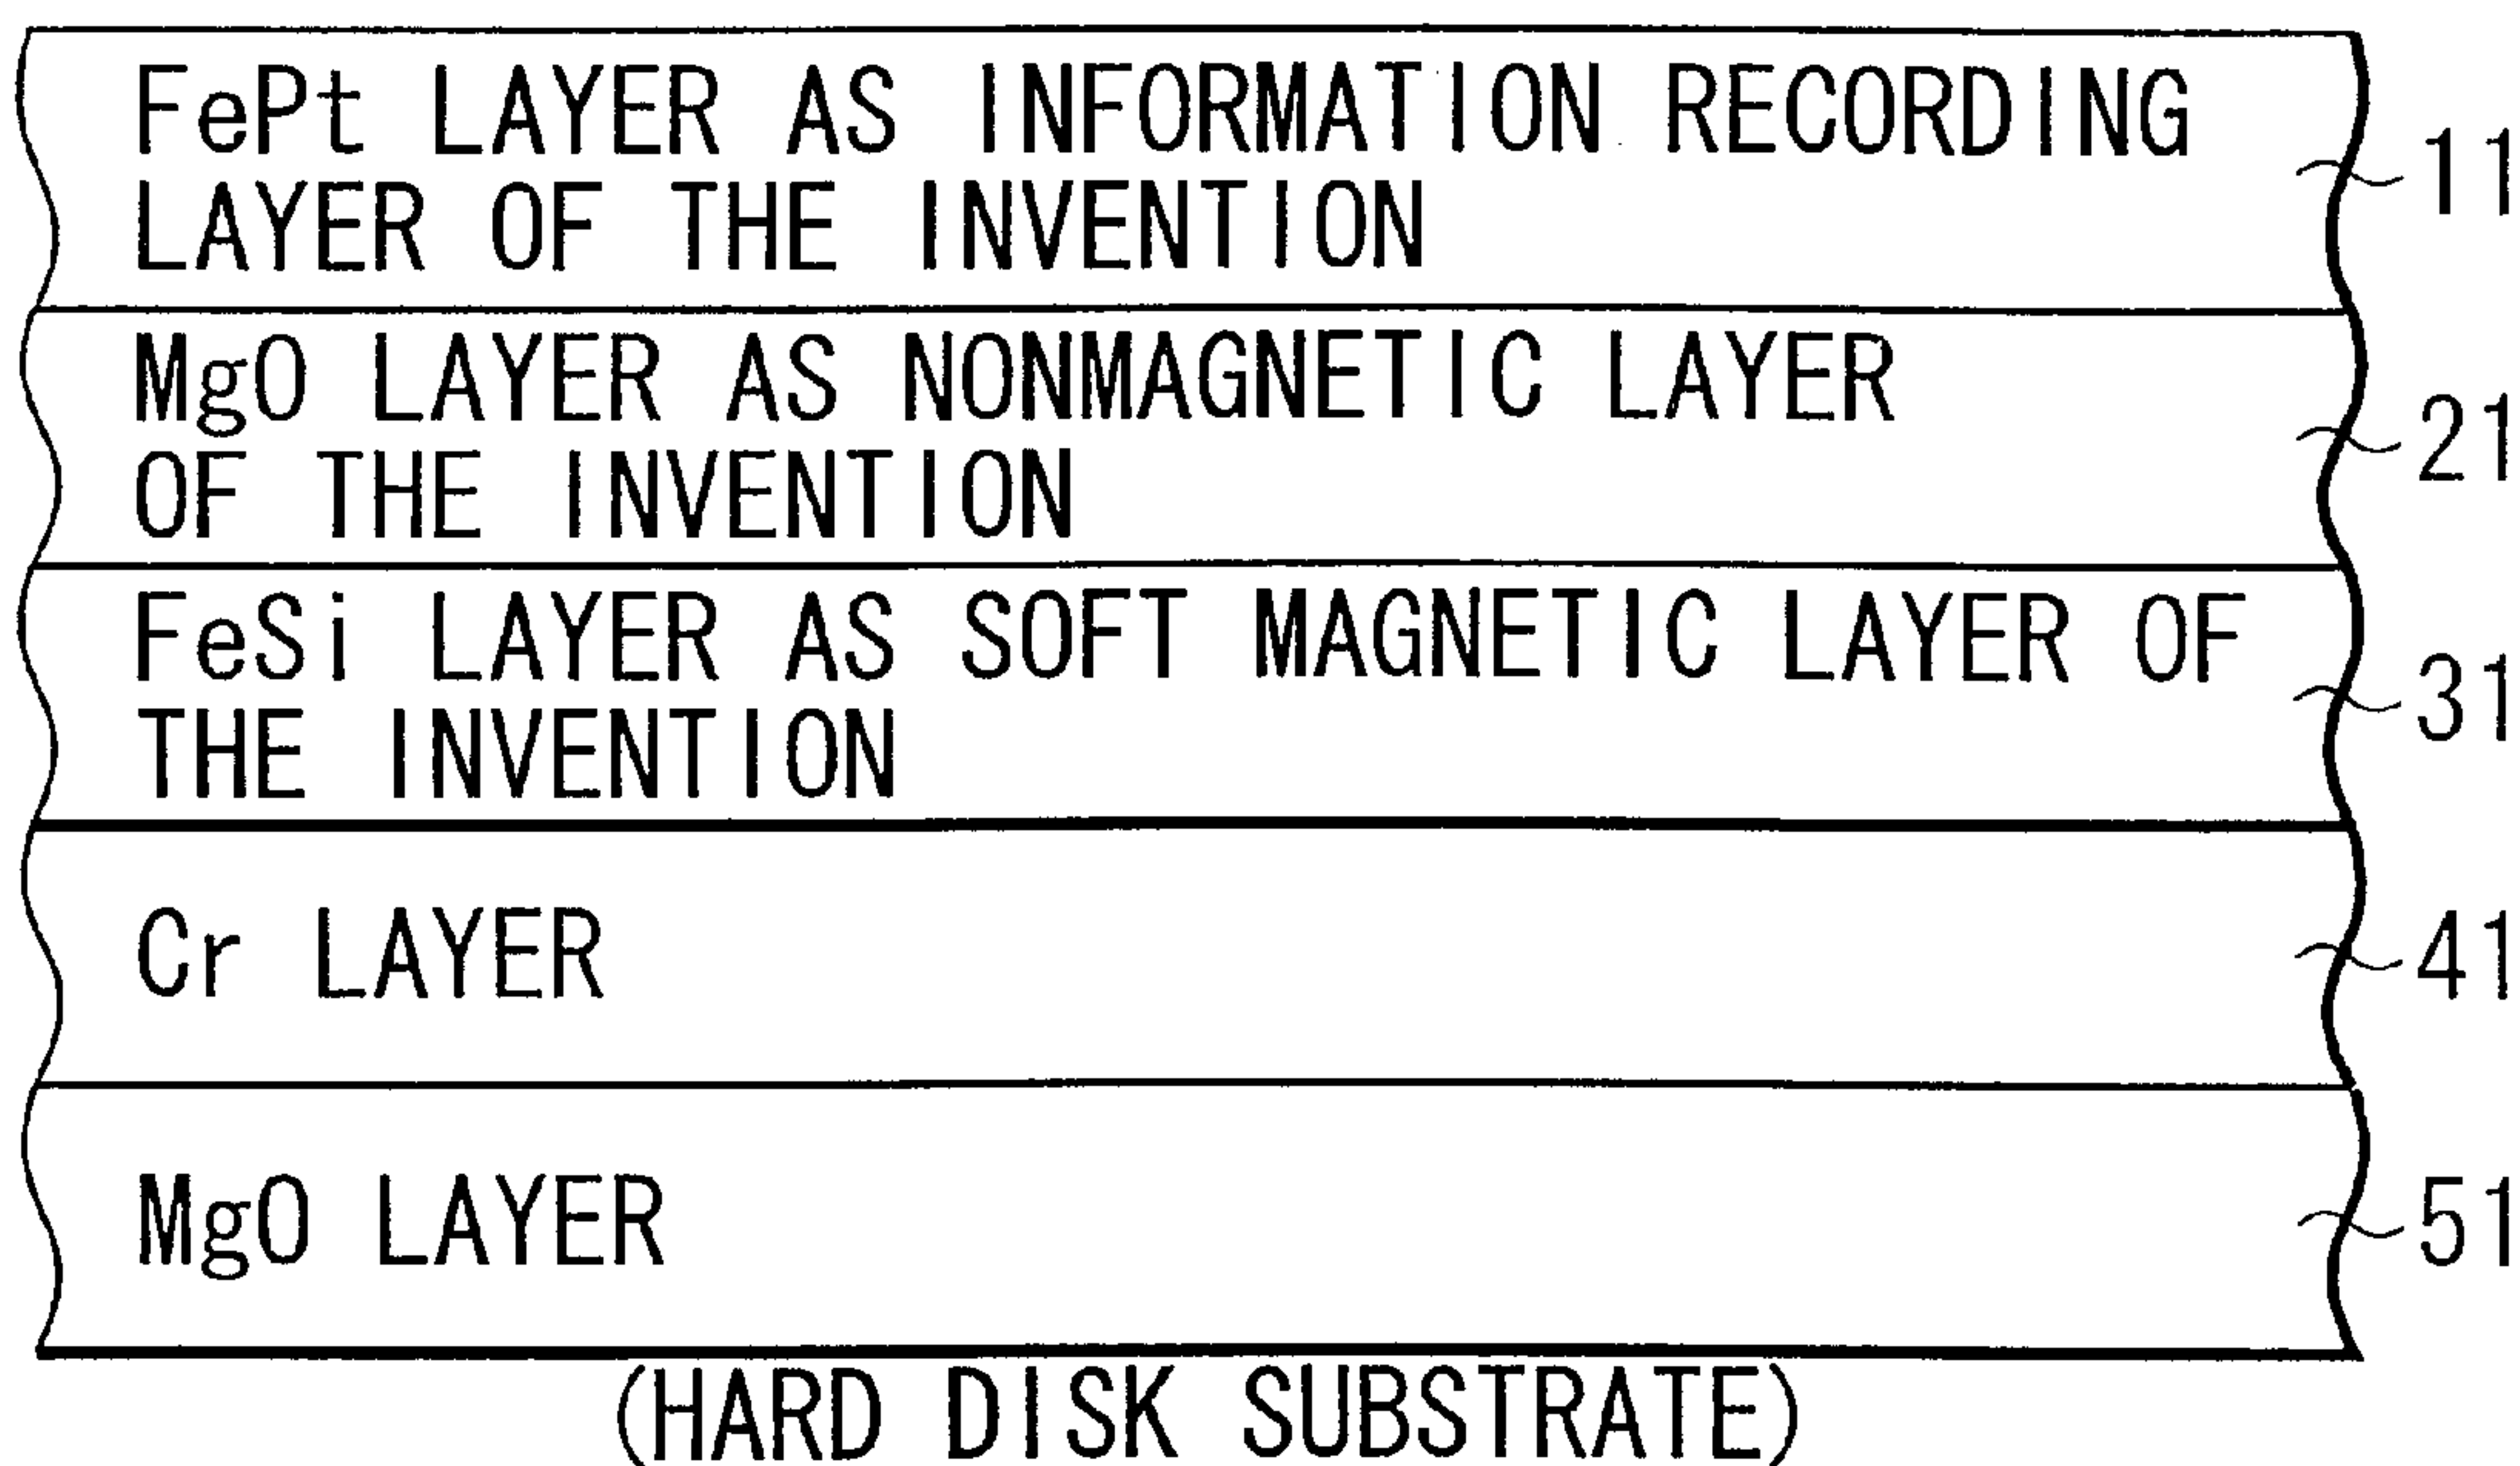 FePt LAYER AS INFORMATION RECORDING
LAYER OF THE INVENTION
11
MgO LAYER AS NONMAGNETIC LAYER
OF THE INVENTION
21
FeSi LAYER AS SOFT MAGNETIC LAYER OF
THE INVENTION
31
Cr LAYER
41
MgO LAYER
51
(HARD DISK SUBSTRATE)